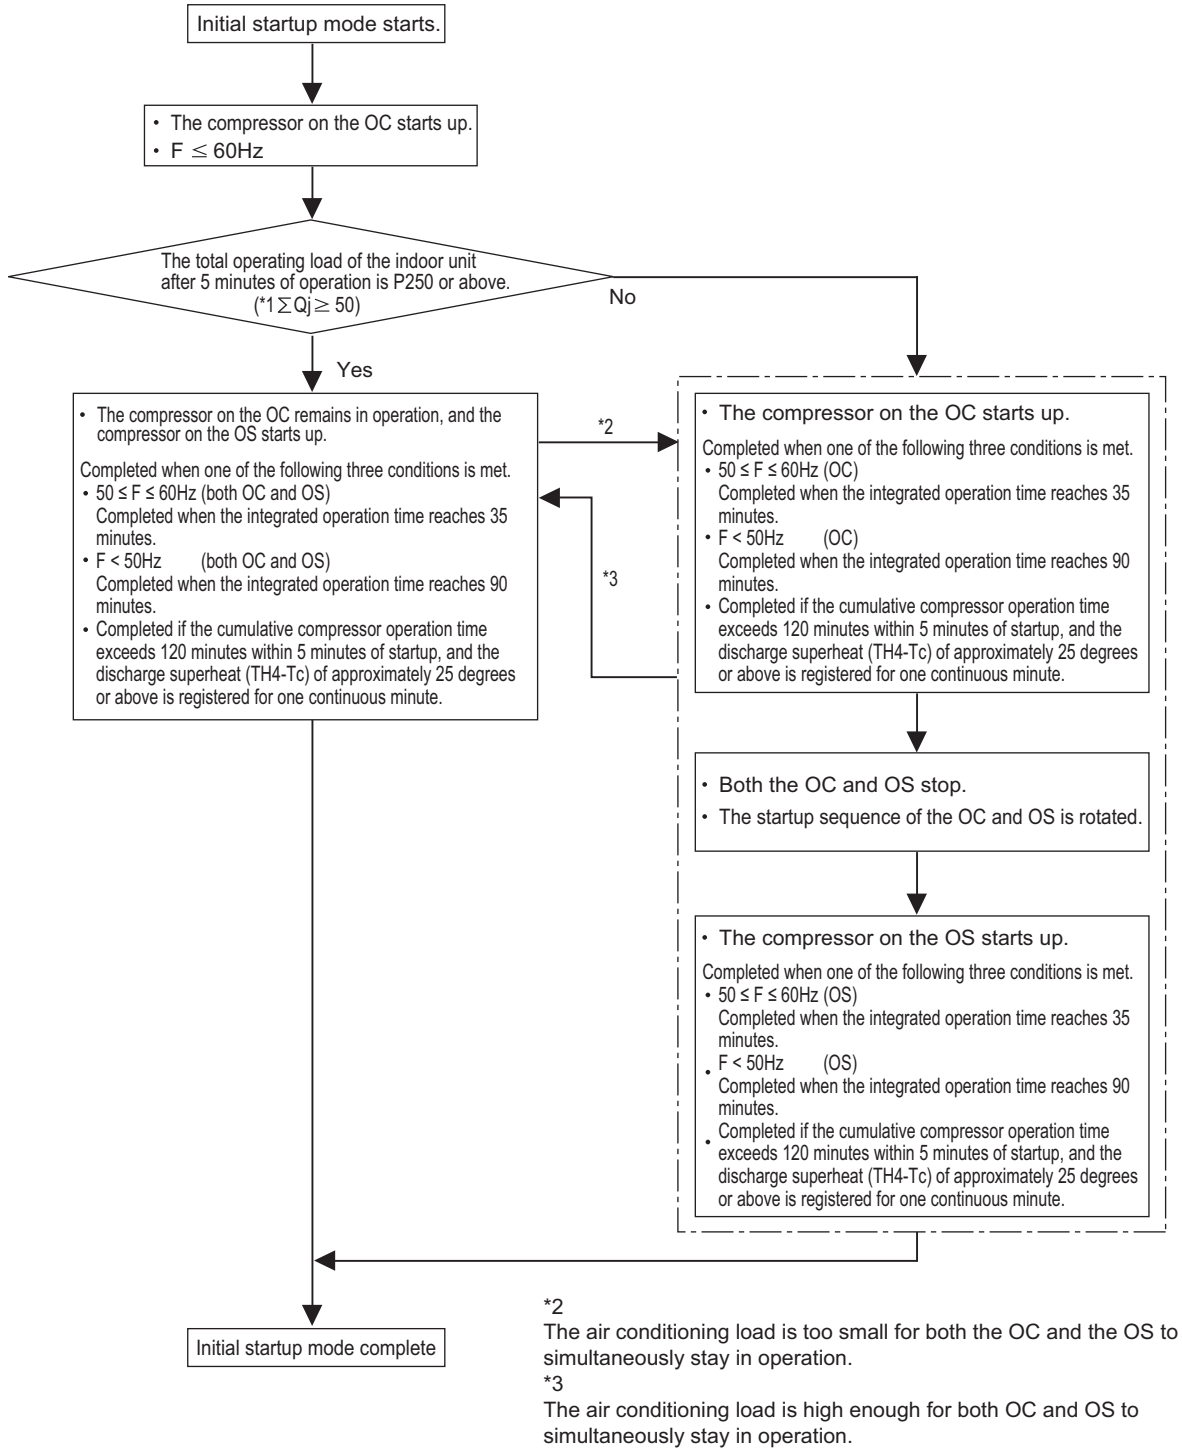 Initial startup mode starts.
• The compressor on the OC starts up.
• F ≤ 60Hz
The total operating load of the indoor unit
after 5 minutes of operation is P250 or above.
(*1∑Qj≥ 50)
No
Yes
• The compressor on the OC remains in operation, and the
compressor on the OS starts up.
Completed when one of the following three conditions is met.
• 50 ≤ F ≤ 60Hz (both OC and OS)
Completed when the integrated operation time reaches 35
minutes.
• F < 50Hz (both OC and OS)
Completed when the integrated operation time reaches 90
minutes.
• Completed if the cumulative compressor operation time
exceeds 120 minutes within 5 minutes of startup, and the
discharge superheat (TH4-Tc) of approximately 25 degrees
or above is registered for one continuous minute.
*2
*3
• The compressor on the OC starts up.
Completed when one of the following three conditions is met.
• 50 ≤ F ≤ 60Hz (OC)
Completed when the integrated operation time reaches 35
minutes.
• F < 50Hz (OC)
Completed when the integrated operation time reaches 90
minutes.
• Completed if the cumulative compressor operation time
exceeds 120 minutes within 5 minutes of startup, and the
discharge superheat (TH4-Tc) of approximately 25 degrees
or above is registered for one continuous minute.
• Both the OC and OS stop.
• The startup sequence of the OC and OS is rotated.
• The compressor on the OS starts up.
Completed when one of the following three conditions is met.
• 50 ≤ F ≤ 60Hz (OS)
Completed when the integrated operation time reaches 35
minutes.
• F < 50Hz (OS)
Completed when the integrated operation time reaches 90
minutes.
• Completed if the cumulative compressor operation time
exceeds 120 minutes within 5 minutes of startup, and the
discharge superheat (TH4-Tc) of approximately 25 degrees
or above is registered for one continuous minute.
Initial startup mode complete
*2
The air conditioning load is too small for both the OC and the OS to
simultaneously stay in operation.
*3
The air conditioning load is high enough for both OC and OS to
simultaneously stay in operation.